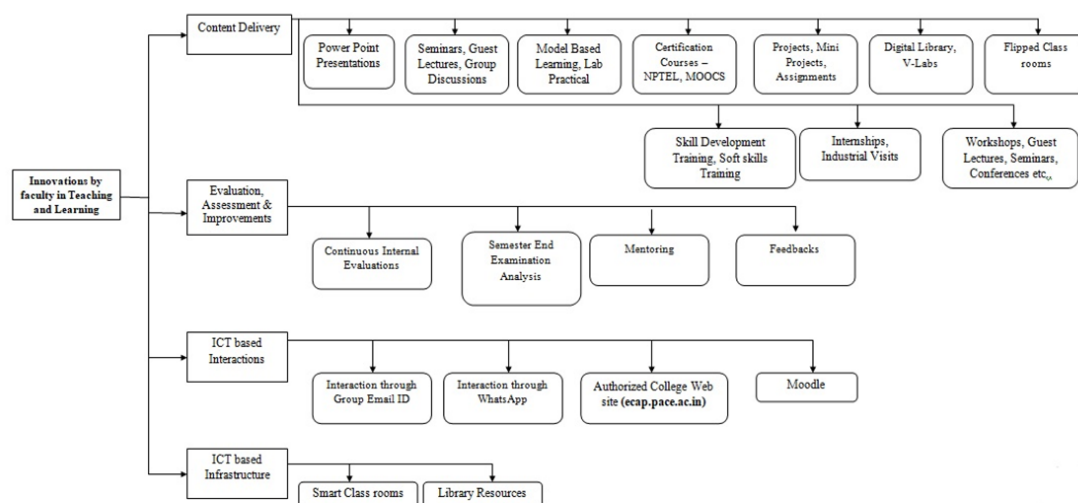 Content Delivery
Power Point
Presentations
Seminars, Guest
Lectures, Group
Discussions
Model Based
Learning, Lab
Practical
Certification
Courses –
NPTEL, MOOCS
Projects, Mini
Projects,
Assignments
Digital Library,
V-Labs
Flipped Class
rooms
Skill Development
Training, Soft skills
Training
Internships,
Industrial Visits
Workshops, Guest
Lectures, Seminars,
Conferences etc.,
Innovations by
faculty in Teaching
and Learning
Evaluation,
Assessment &
Improvements
Continuous Internal
Evaluations
Semester End
Examination
Analysis
Mentoring
Feedbacks
ICT based
Interactions
Interaction through
Group Email ID
Interaction through
WhatsApp
Authorized College Web
site (ecap.pace.ac.in)
Moodle
ICT based
Infrastructure
Smart Class rooms
Library Resources